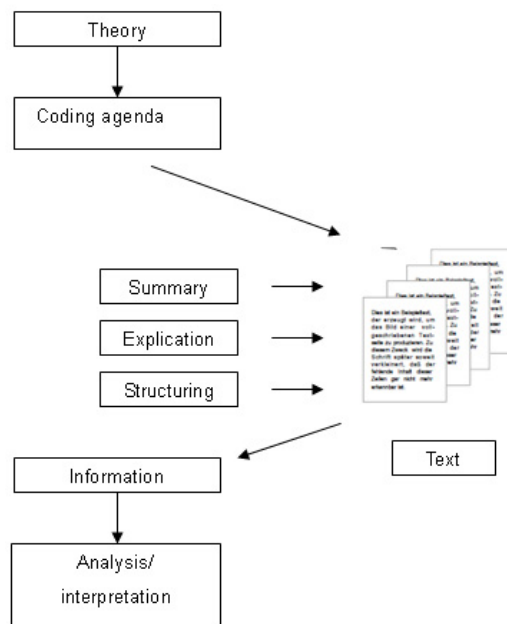 Theory
Coding agenda
Summary
Explication
Structuring
Dies ist ein Beispieltext,
der erzeugt wird, um
das Bild einer voll-
geschriebenen Text-
seite zu produzieren. Zu
diesem Zweck wird die
Schrift später soweit
verkleinert, daß der
fehlende Inhalt dieser
Zeilen gar nicht mehr
erkennbar ist.
Text
Information
Analysis/
interpretation